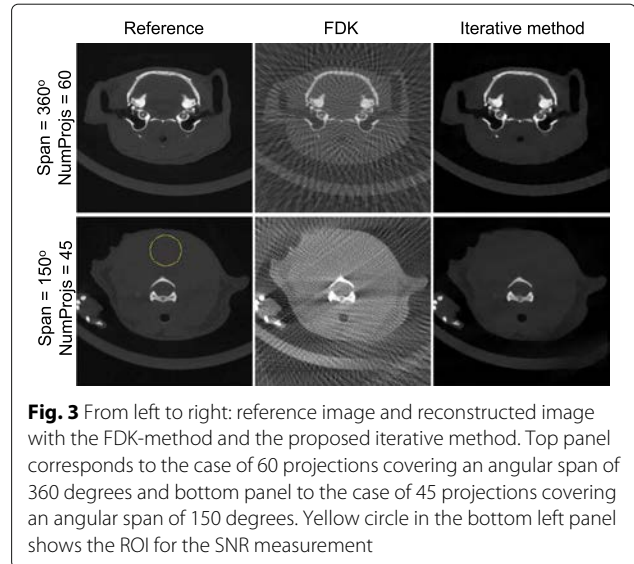 Reference
FDK
Iterative method
Span = 360º
NumProjs = 60
Span = 150º
NumProjs = 45
Fig. 3 From left to right: reference image and reconstructed image
with the FDK-method and the proposed iterative method. Top panel
corresponds to the case of 60 projections covering an angular span of
360 degrees and bottom panel to the case of 45 projections covering
an angular span of 150 degrees. Yellow circle in the bottom left panel
shows the ROI for the SNR measurement